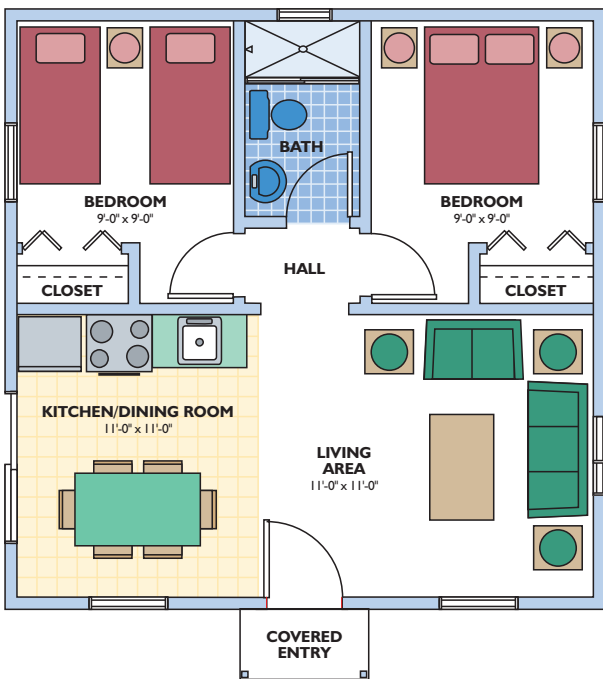 BATH
BEDROOM
9'-0" x 9'-0"
BEDROOM
9'-0" x 9'-0"
HALL
CLOSET
CLOSET
KITCHEN/DINING ROOM
11'-0" x 11'-0"
LIVING
AREA
11'-0" x 11'-0"
COVERED
ENTRY